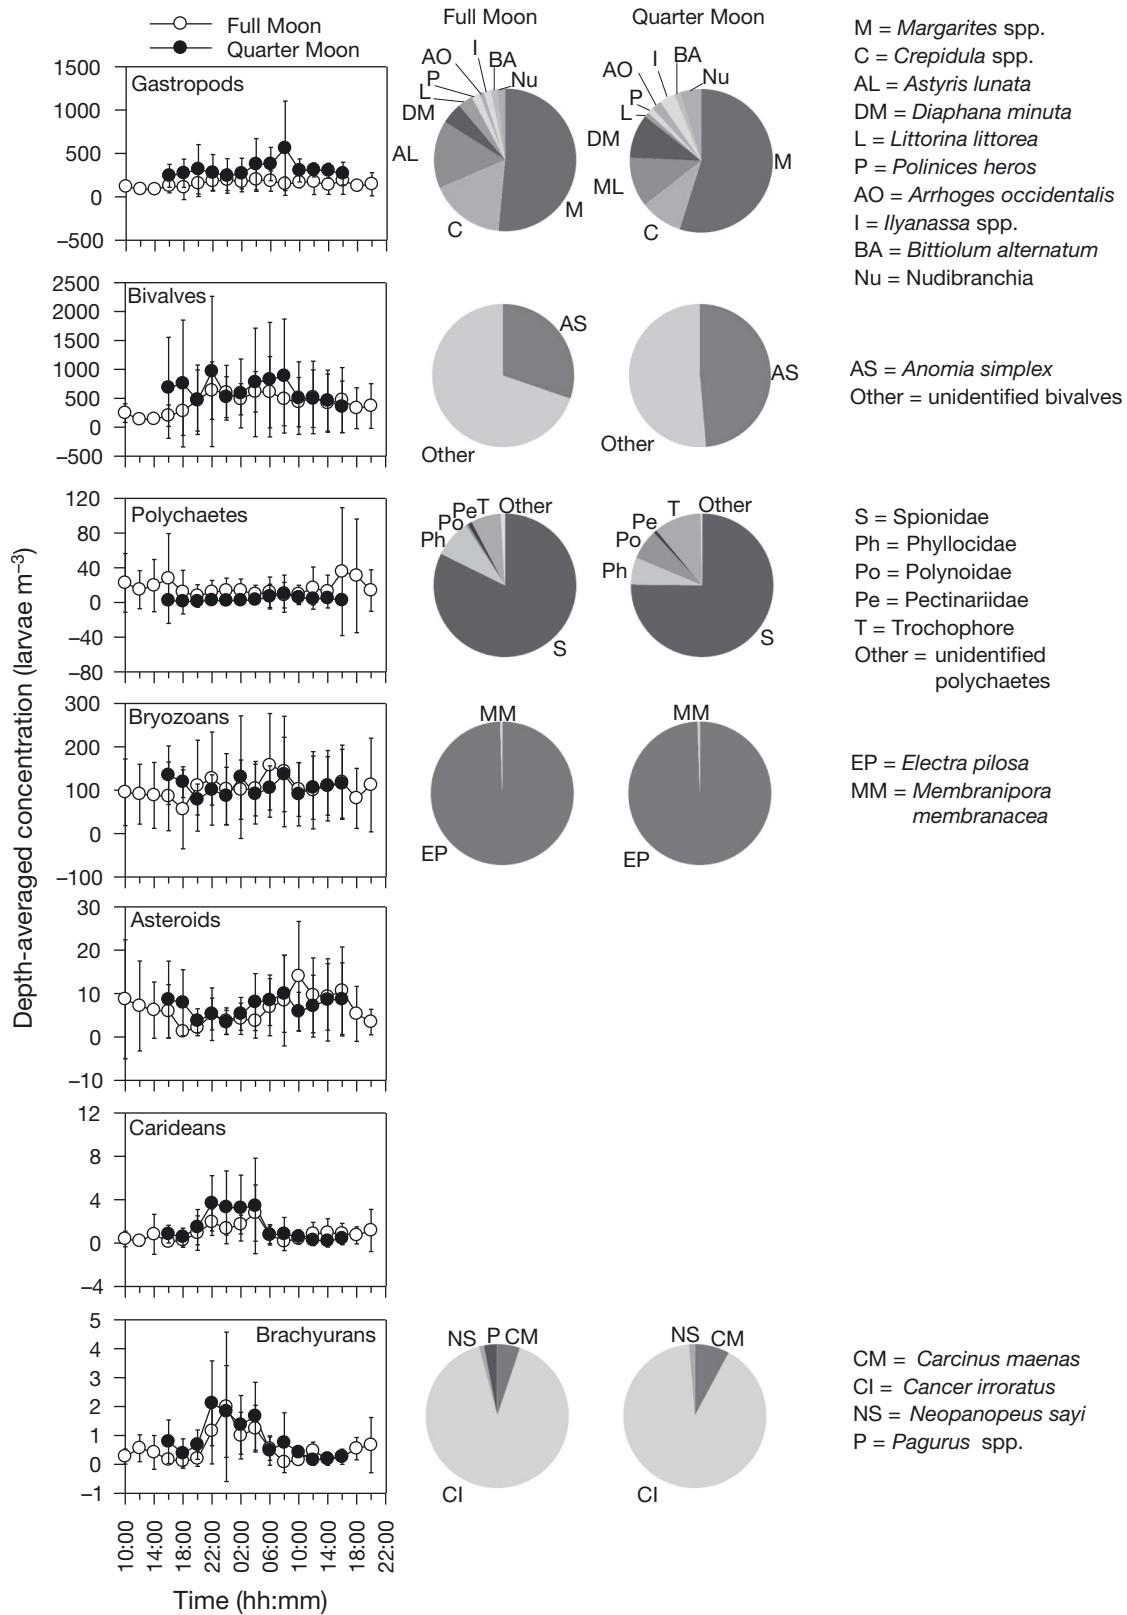 Full Moon
Quarter Moon
Full Moon
Quarter Moon
Depth-averaged concentration (larvae m⁻³)
1500
1000
500
0
−500
Gastropods
I
BA
AO
Nu
P
L
DM
AL
C
M
I
BA
AO
Nu
P
L
DM
ML
C
M
M = Margarites spp.
C = Crepidula spp.
AL = Astyris lunata
DM = Diaphana minuta
L = Littorina littorea
P = Polinices heros
AO = Arrhoges occidentalis
I = Ilyanassa spp.
BA = Bittiolum alternatum
Nu = Nudibranchia
2500
2000
1500
1000
500
0
−500
Bivalves
AS
Other
AS
Other
AS = Anomia simplex
Other = unidentified bivalves
120
80
40
0
−40
−80
Polychaetes
Ph
Po
Pe
T
Other
S
Ph
Po
Pe
T
Other
S
S = Spionidae
Ph = Phyllocidae
Po = Polynoidae
Pe = Pectinariidae
T = Trochophore
Other = unidentified
polychaetes
300
200
100
0
−100
Bryozoans
MM
EP
MM
EP
EP = Electra pilosa
MM = Membranipora
membranacea
30
20
10
0
−10
Asteroids
12
8
4
0
−4
Carideans
5
4
3
2
1
0
−1
Brachyurans
NS
P
CM
CI
NS
CM
CI
CM = Carcinus maenas
CI = Cancer irroratus
NS = Neopanopeus sayi
P = Pagurus spp.
10:00
14:00
18:00
22:00
02:00
06:00
10:00
14:00
18:00
22:00
Time (hh:mm)